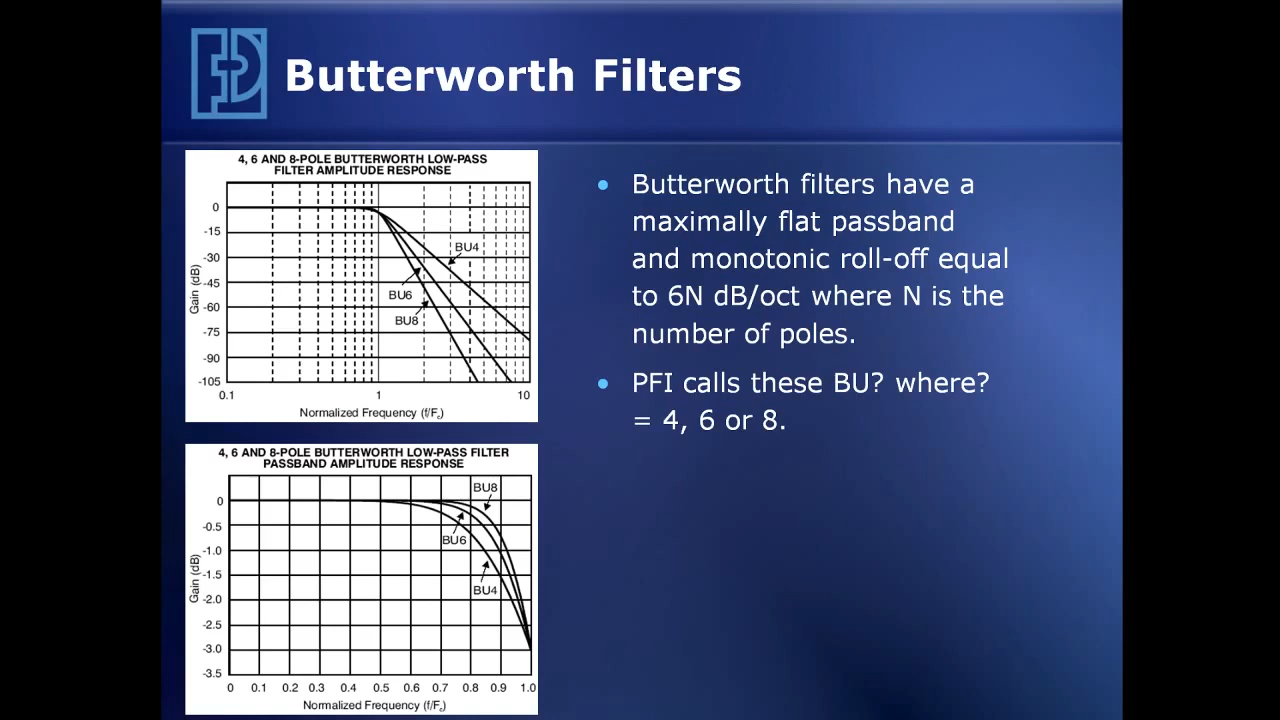 Butterworth Filters
4, 6 AND 8-POLE BUTTERWORTH LOW-PASS
FILTER AMPLITUDE RESPONSE
0
-15
-30
-45
-60
-75
-90
-105
Gain (dB)
BU4
BU6
BU8
0.1 1 10
Normalized Frequency (f/Fc)
4, 6 AND 8-POLE BUTTERWORTH LOW-PASS FILTER
PASSBAND AMPLITUDE RESPONSE
0
-0.5
-1.0
-1.5
-2.0
-2.5
-3.0
-3.5
Gain (dB)
BU8
BU6
BU4
0 0.1 0.2 0.3 0.4 0.5 0.6 0.7 0.8 0.9 1.0
Normalized Frequency (f/Fc)
• Butterworth filters have a
maximally flat passband
and monotonic roll-off equal
to 6N dB/oct where N is the
number of poles.
• PFI calls these BU? where?
= 4, 6 or 8.